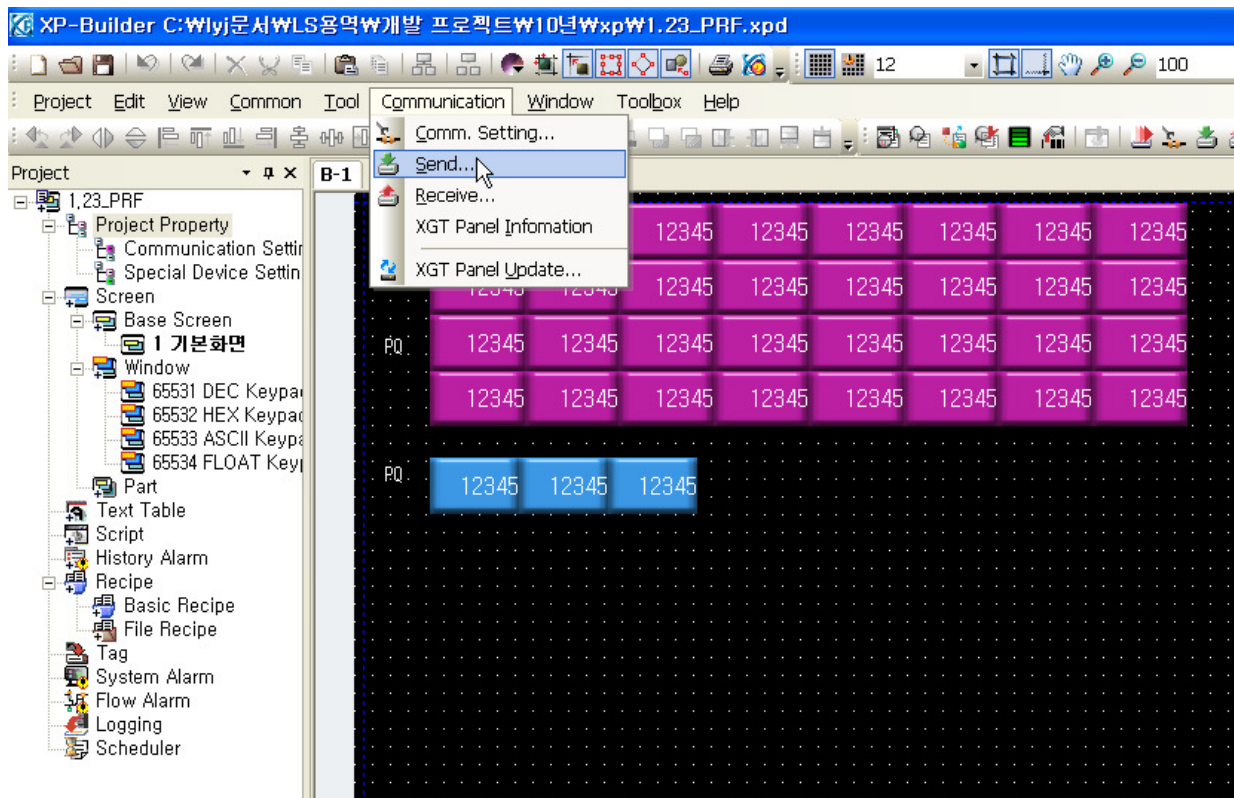 XP-Builder C:₩lyj문서₩LS용역₩개발 프로젝트₩10년₩xp₩1.23_PRF.xpd
12 100
Project Edit View Common Tool Communication Window Toolbox Help
Project
B-1
Comm. Setting...
Send...
Receive...
XGT Panel Infomation
XGT Panel Update...
1,23_PRF
Project Property
Communication Settin
Special Device Settin
Screen
Base Screen
1 기본화면
Window
65531 DEC Keypa
65532 HEX Keypa
65533 ASCII Keypa
65534 FLOAT Key
Part
Text Table
Script
History Alarm
Recipe
Basic Recipe
File Recipe
Tag
System Alarm
Flow Alarm
Logging
Scheduler
12345 12345 12345 12345 12345 12345
12345 12345 12345 12345 12345 12345 12345 12345
PQ 12345 12345 12345 12345 12345 12345 12345 12345
12345 12345 12345 12345 12345 12345 12345 12345
PQ 12345 12345 12345